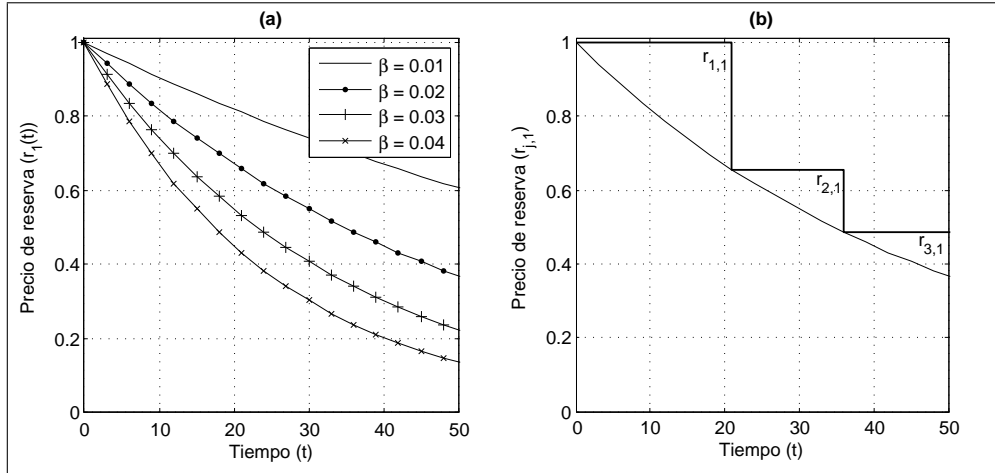 (a)
Precio de reserva (r1(t))
1
0.8
0.6
0.4
0.2
0
0
10
20
30
40
50
Tiempo (t)
β = 0.01
β = 0.02
β = 0.03
β = 0.04
(b)
Precio de reserva (rj,1)
1
0.8
0.6
0.4
0.2
0
0
10
20
30
40
50
Tiempo (t)
r1,1
r2,1
r3,1